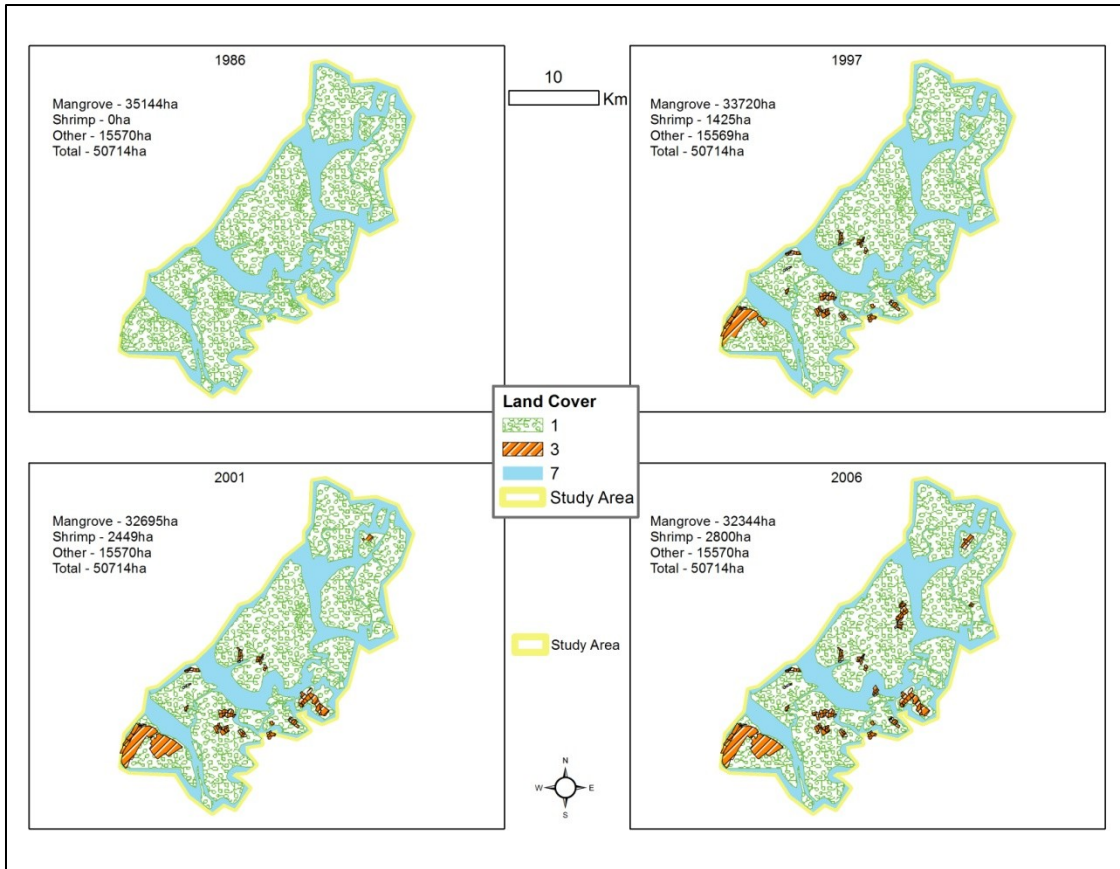 1986
Mangrove - 35144ha
Shrimp - 0ha
Other - 15570ha
Total - 50714ha
10
Km
1997
Mangrove - 33720ha
Shrimp - 1425ha
Other - 15569ha
Total - 50714ha
Land Cover
1
3
7
Study Area
2001
Mangrove - 32695ha
Shrimp - 2449ha
Other - 15570ha
Total - 50714ha
Study Area
N
W
E
S
2006
Mangrove - 32344ha
Shrimp - 2800ha
Other - 15570ha
Total - 50714ha